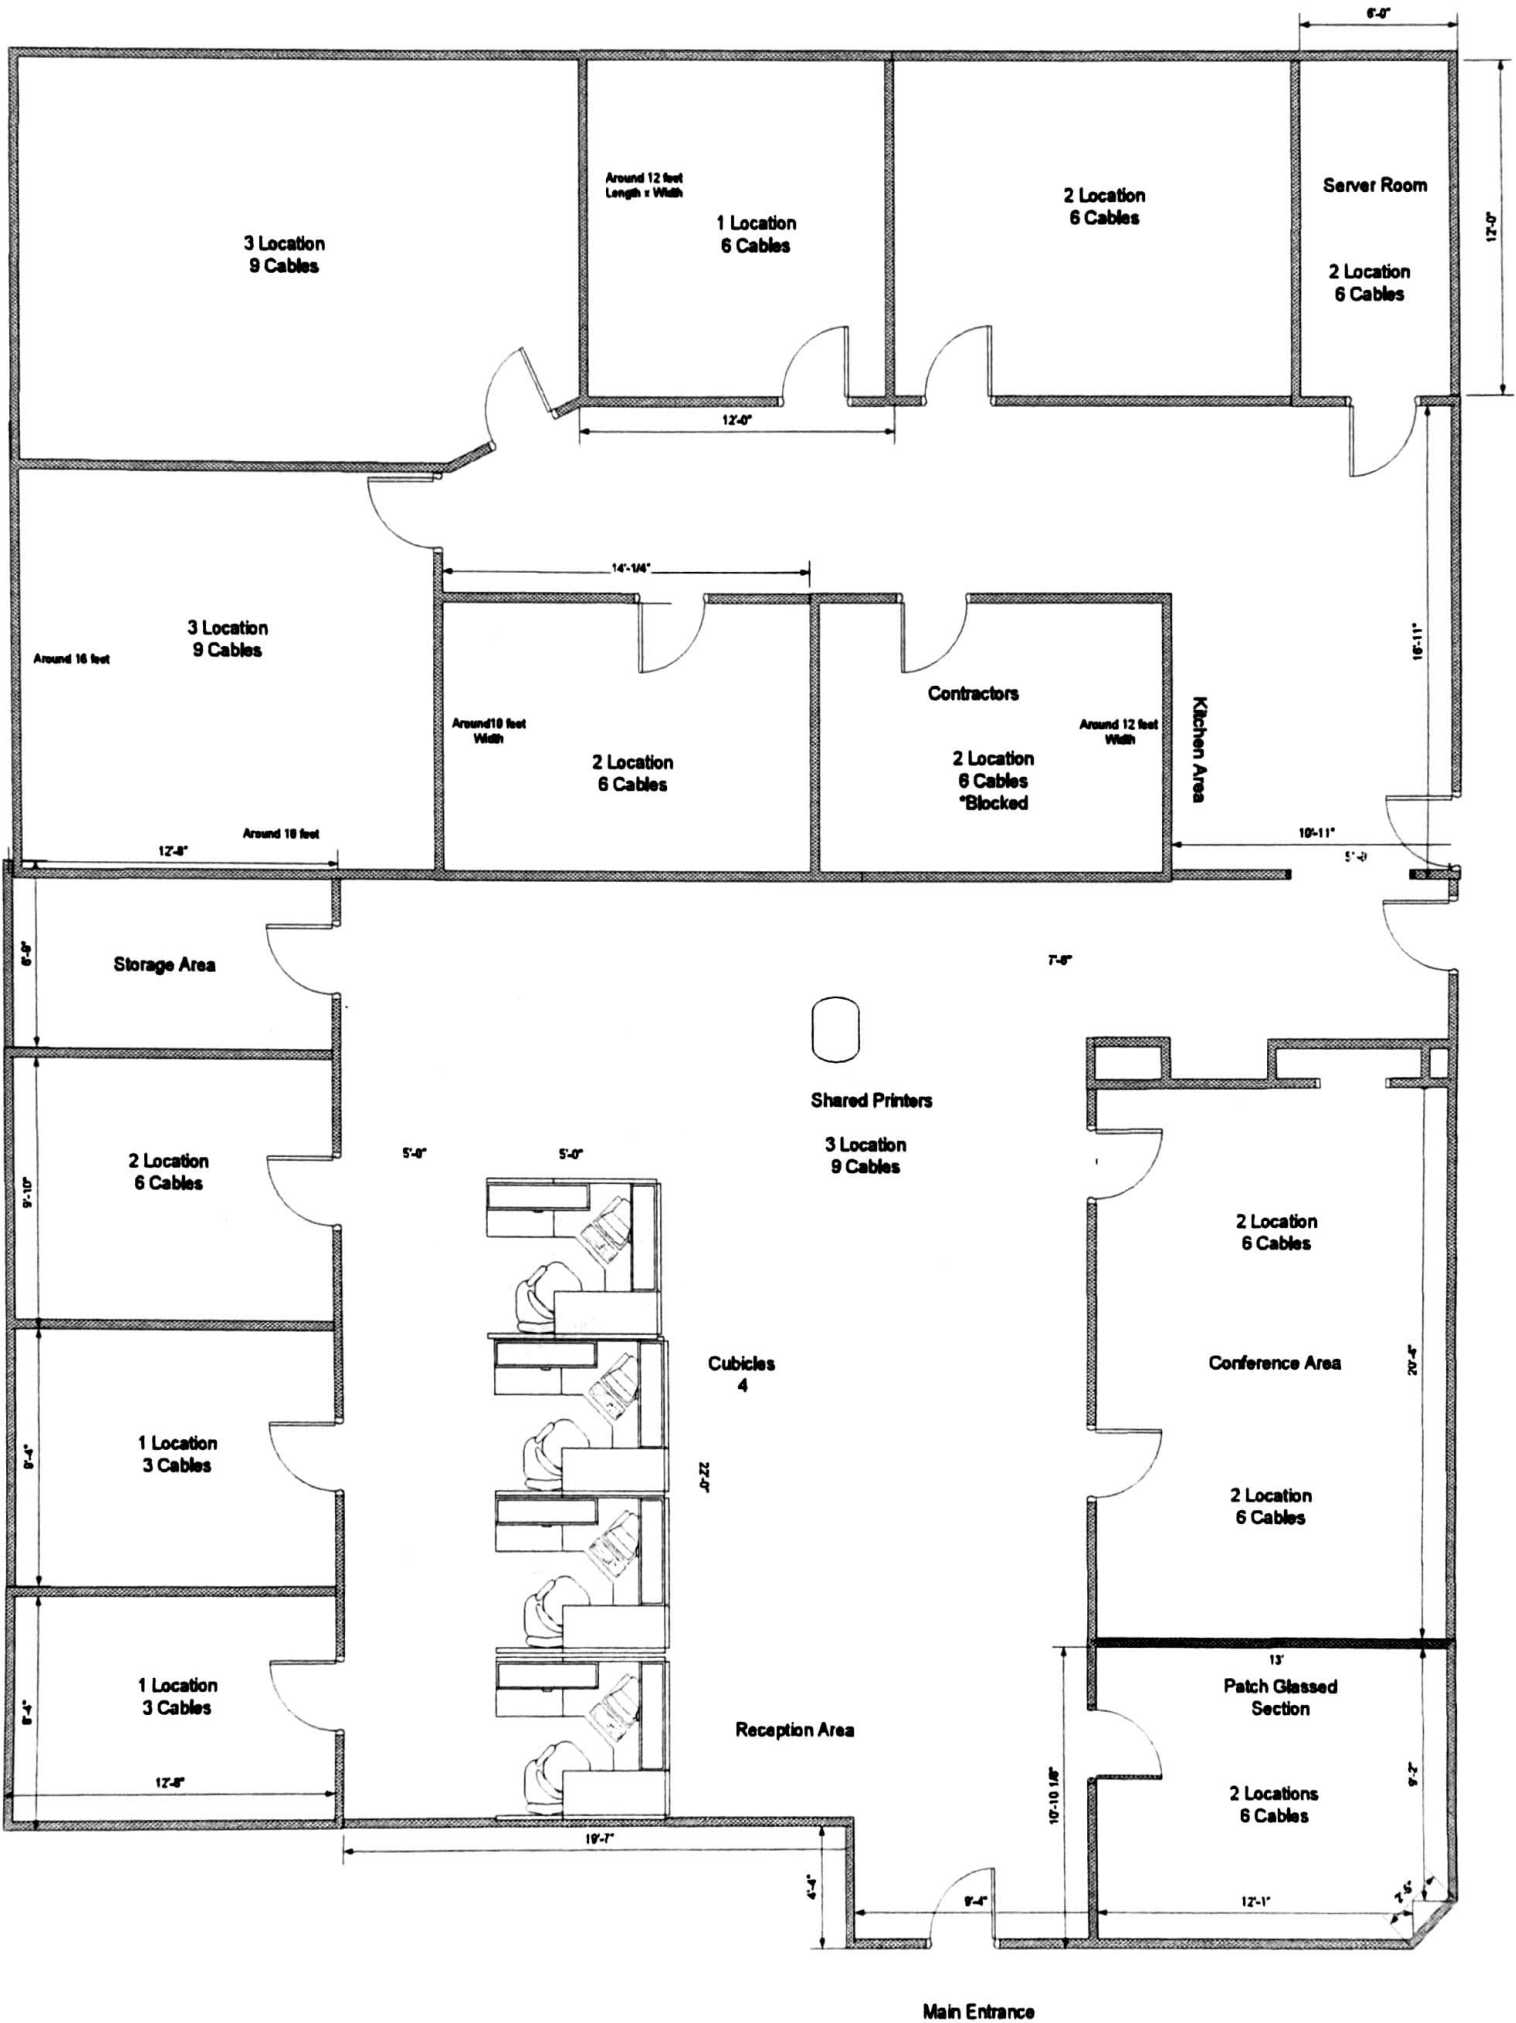 6'-0"
Around 12 feet
Length x Width
1 Location
6 Cables
2 Location
6 Cables
Server Room
2 Location
6 Cables
12'-0"
3 Location
9 Cables
12'-0"
14'-1/4"
3 Location
9 Cables
Around 16 feet
Around10 feet
Width
2 Location
6 Cables
Contractors
Around 12 feet
Width
2 Location
6 Cables
*Blocked
Kitchen Area
16'-11"
10'-11"
Around 18 feet
12'-8"
Storage Area
7'-6"
Shared Printers
3 Location
9 Cables
2 Location
6 Cables
9'-10"
5'-0"
5'-0"
2 Location
6 Cables
Conference Area
Cubicles
4
22'-0"
1 Location
3 Cables
2 Location
6 Cables
13'
Patch Glassed
Section
1 Location
3 Cables
12'-8"
Reception Area
10'-10 1/8"
2 Locations
6 Cables
9'-2"
19'-7"
4'-4"
9'-4"
12'-1"
Main Entrance